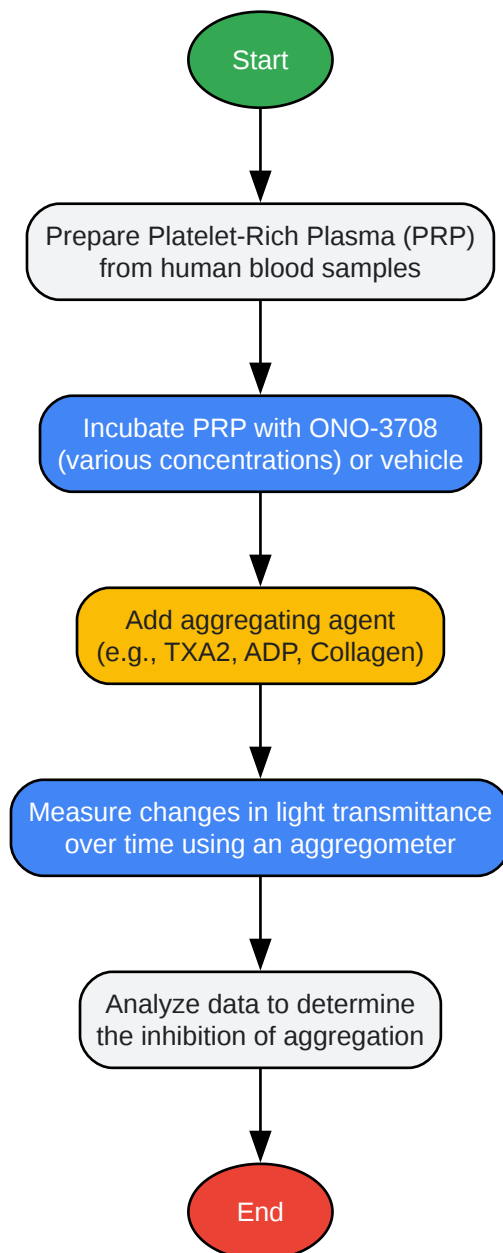 Start
Prepare Platelet-Rich Plasma (PRP)
from human blood samples
Incubate PRP with ONO-3708
(various concentrations) or vehicle
Add aggregating agent
(e.g., TXA2, ADP, Collagen)
Measure changes in light transmittance
over time using an aggregometer
Analyze data to determine
the inhibition of aggregation
End